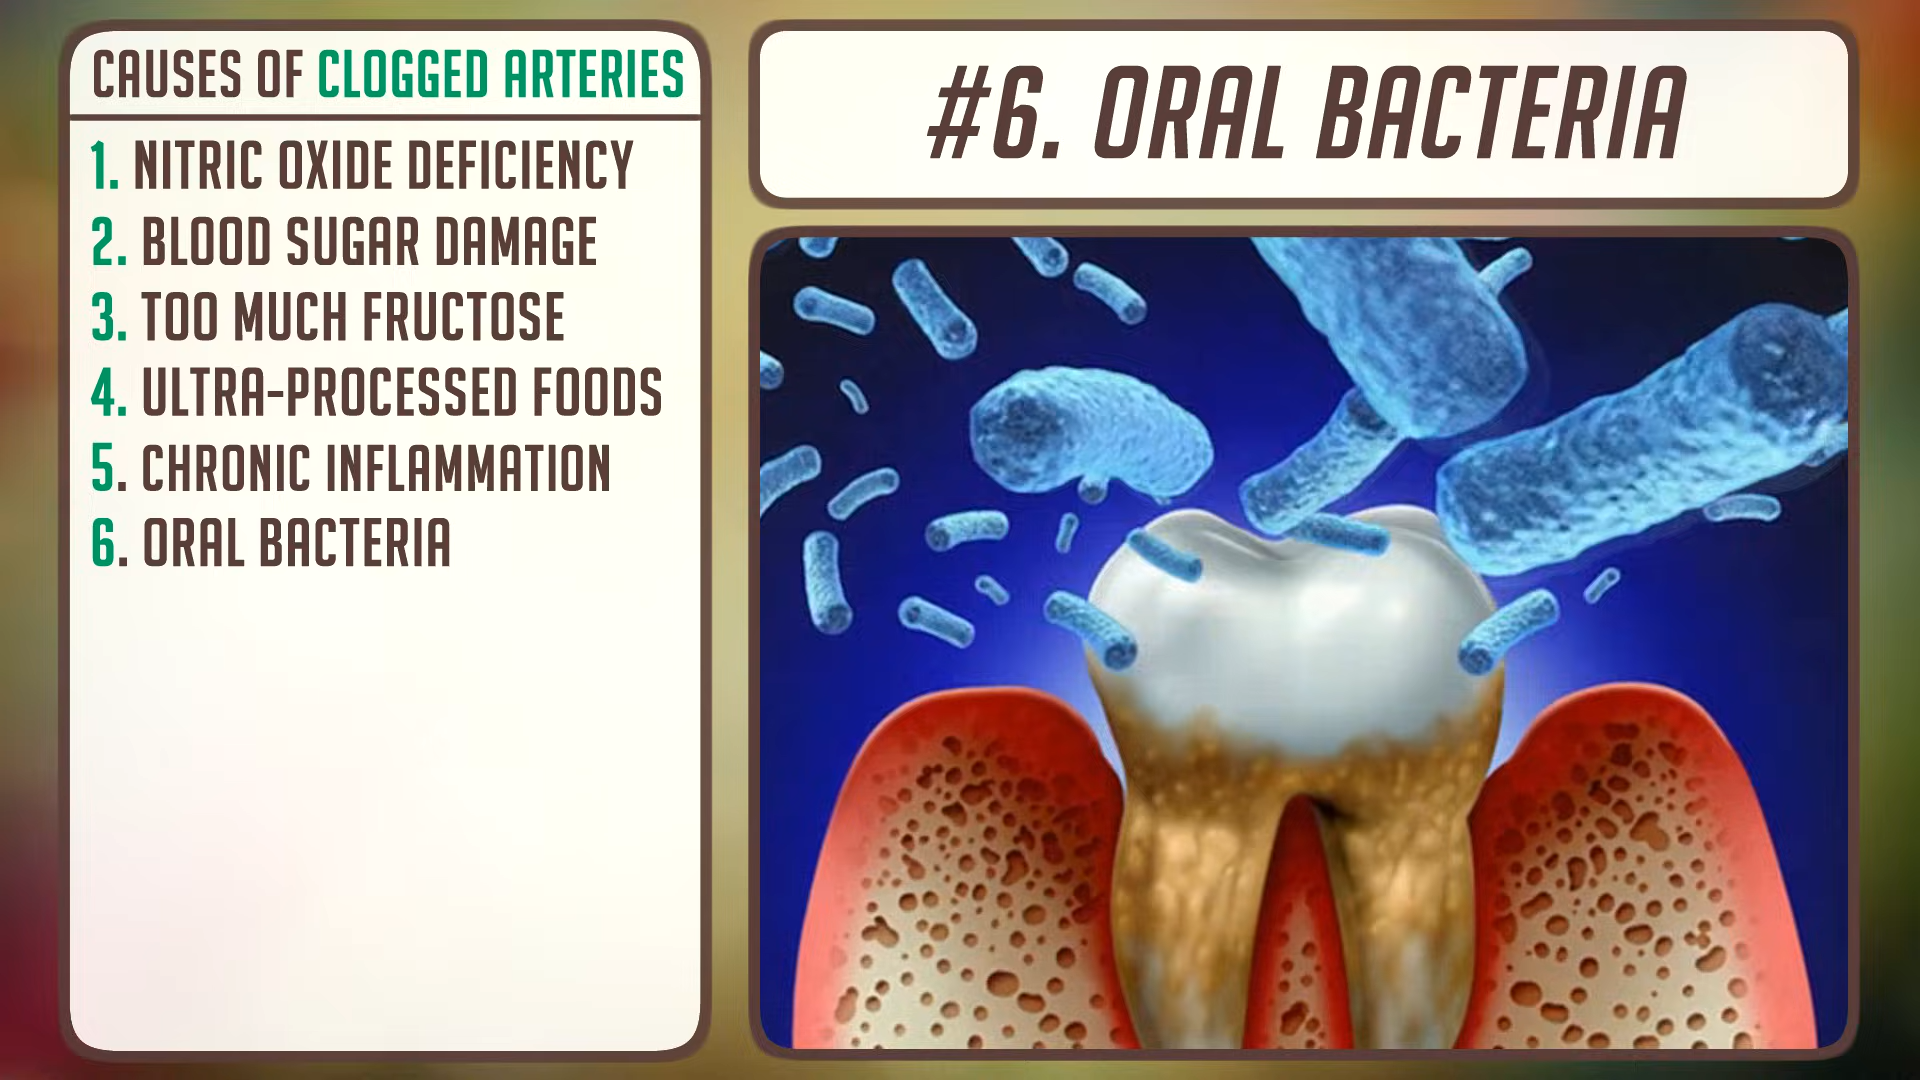 CAUSES OF CLOGGED ARTERIES
1. NITRIC OXIDE DEFICIENCY
2. BLOOD SUGAR DAMAGE
3. TOO MUCH FRUCTOSE
4. ULTRA-PROCESSED FOODS
5. CHRONIC INFLAMMATION
6. ORAL BACTERIA
#6. ORAL BACTERIA